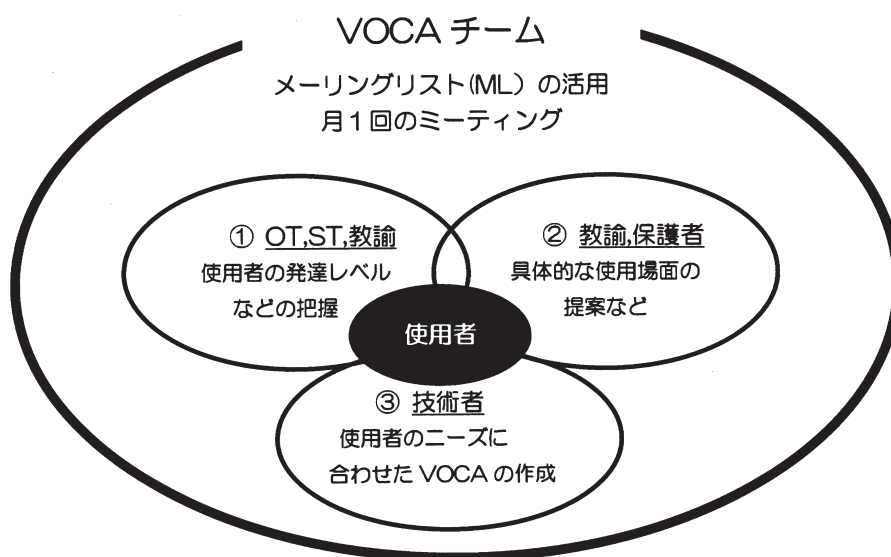 VOCA チーム
メーリングリスト(ML）の活用
月１回のミーティング
① OT,ST,教諭
使用者の発達レベル
などの把握
② 教諭,保護者
具体的な使用場面の
提案など
使用者
③ 技術者
使用者のニーズに
合わせた VOCA の作成